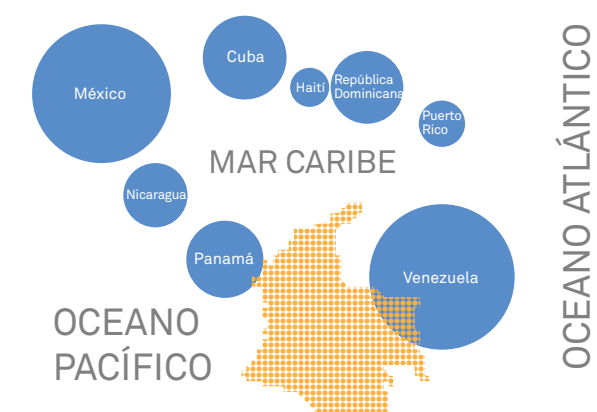 México
Cuba
Haití
República
Dominicana
Puerto
Rico
MAR CARIBE
Nicaragua
Panamá
Venezuela
OCEANO
PACÍFICO
OCEANO ATLÁNTICO